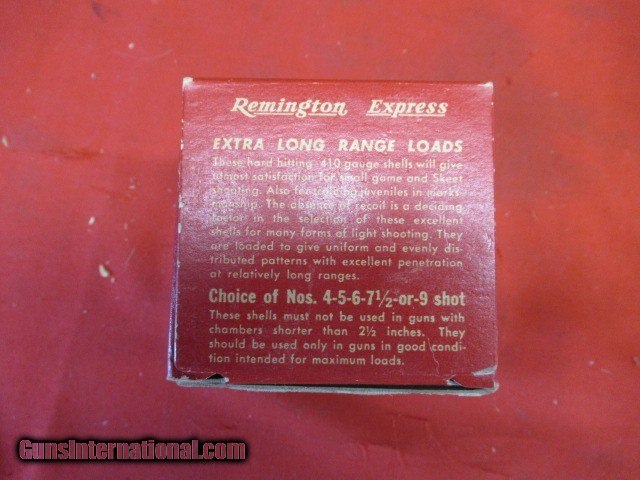 Remington Express
EXTRA LONG RANGE LOADS
These hard hitting .410 gauge shells will give
utmost satisfaction for small game and Skeet
shooting. Also for training juveniles in marks-
manship. The absence of recoil is a deciding
factor in the selection of these excellent
shells for many forms of light shooting. They
are loaded to give uniform and evenly dis-
tributed patterns with excellent penetration
at relatively long ranges.
Choice of Nos. 4-5-6-7½-or-9 shot
These shells must not be used in guns with
chambers shorter than 2½ inches. They
should be used only in guns in good condi-
tion intended for maximum loads.
GunsInternational.com